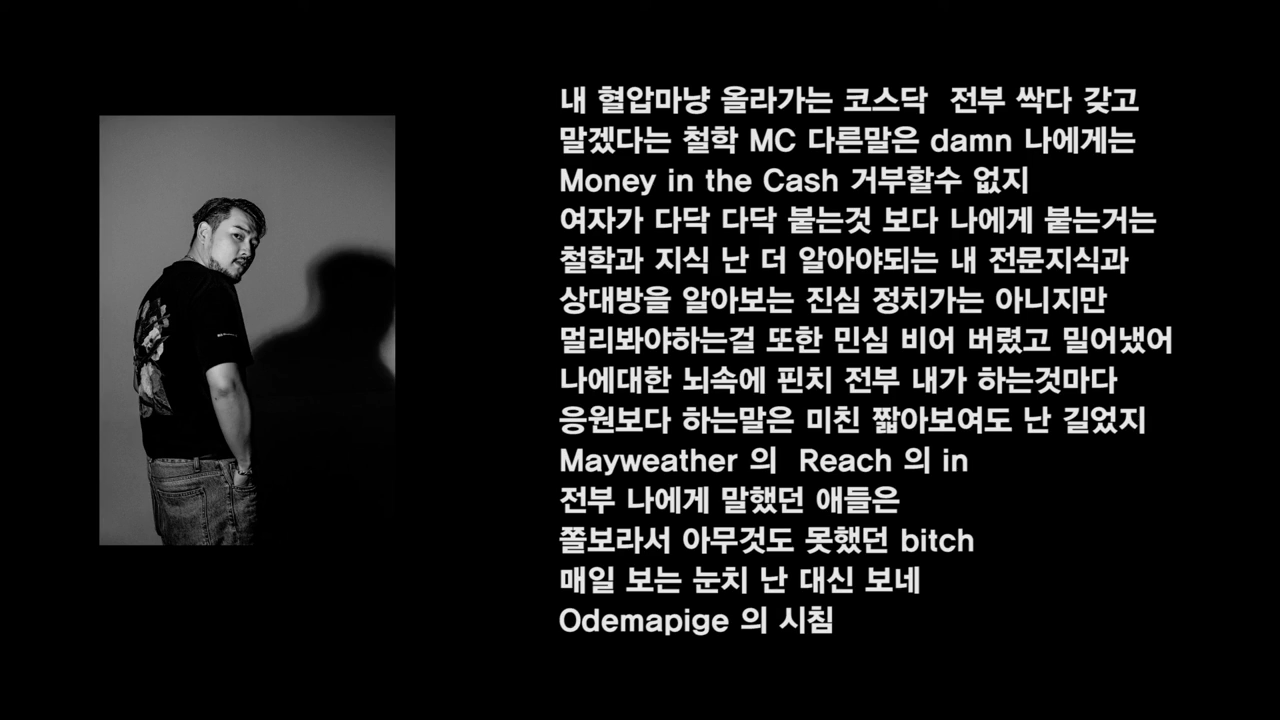 내 혈압마냥 올라가는 코스닥 전부 싹다 갖고
말겠다는 철학 MC 다른말은 damn 나에게는
Money in the Cash 거부할수 없지
여자가 다닥 다닥 붙는것 보다 나에게 붙는거는
철학과 지식 난 더 알아야되는 내 전문지식과
상대방을 알아보는 진심 정치가는 아니지만
멀리봐야하는걸 또한 민심 비어 버렸고 밀어냈어
나에대한 뇌속에 핀치 전부 내가 하는것마다
응원보다 하는말은 미친 짧아보여도 난 길었지
Mayweather 의 Reach 의 in
전부 나에게 말했던 애들은
쫄보라서 아무것도 못했던 bitch
매일 보는 눈치 난 대신 보네
Odemapige 의 시침